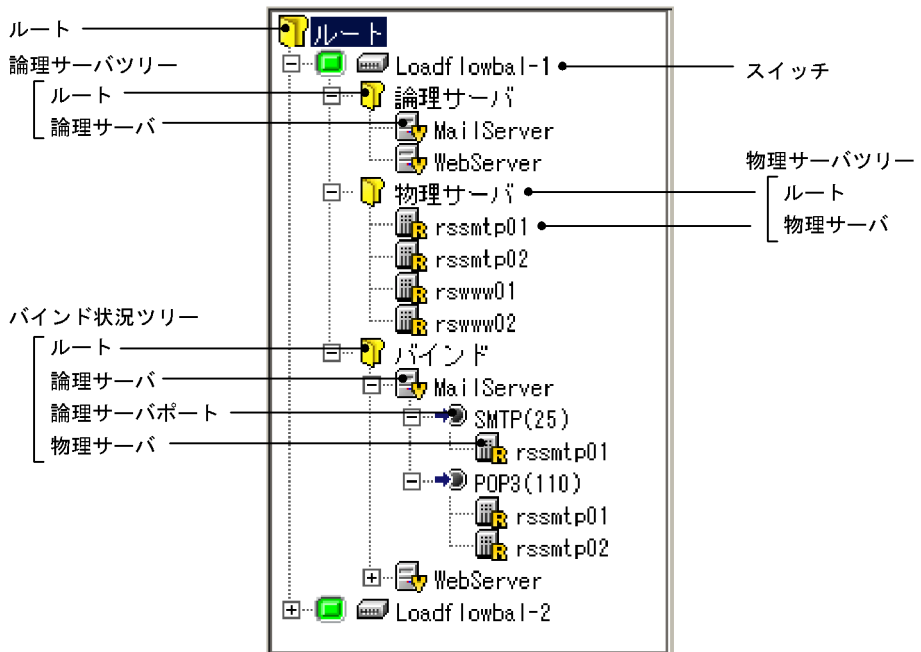 ルート
論理サーバツリー
ルート
論理サーバ
バインド状況ツリー
ルート
論理サーバ
論理サーバポート
物理サーバ
ルート
Loadflowbal-1
論理サーバ
MailServer
WebServer
物理サーバ
rssmtp01
rssmtp02
rswww01
rswww02
バインド
MailServer
SMTP(25)
rssmtp01
POP3(110)
rssmtp01
rssmtp02
WebServer
Loadflowbal-2
スイッチ
物理サーバツリー
ルート
物理サーバ